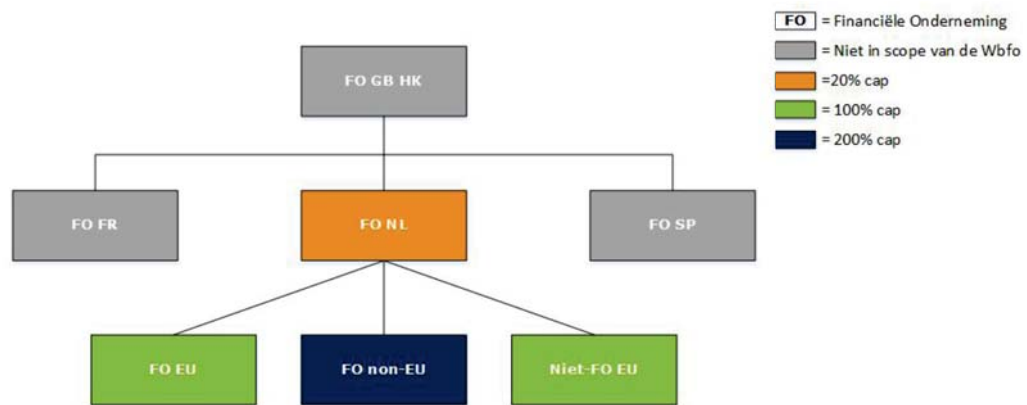 FO = Financiële Onderneming
= Niet in scope van de Wbfo
=20% cap
= 100% cap
= 200% cap
FO GB HK
FO FR
FO NL
FO SP
FO EU
FO non-EU
Niet-FO EU